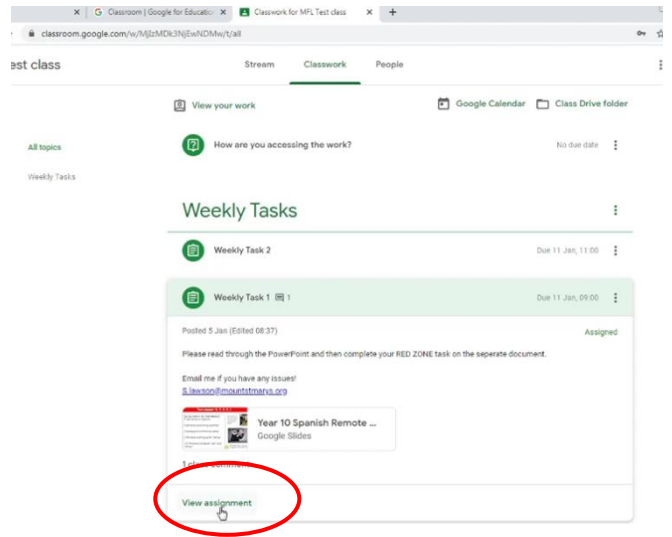 Classroom | Google for Educatio
Classwork for MFL Test class
classroom.google.com/w/MjIzMDk3NjEwNDMw/t/all
est class
Stream Classwork People
View your work
Google Calendar Class Drive folder
All topics
Weekly Tasks
How are you accessing the work?
No due date
Weekly Tasks
Weekly Task 2
Due 11 Jan, 11:00
Weekly Task 1 1
Due 11 Jan, 09:00
Posted 5 Jan (Edited 08:37)
Assigned
Please read through the PowerPoint and then complete your RED ZONE task on the seperate document.
Email me if you have any issues!
S.lawson@mountstmarys.org
Year 10 Spanish Remote ...
Google Slides
View assignment